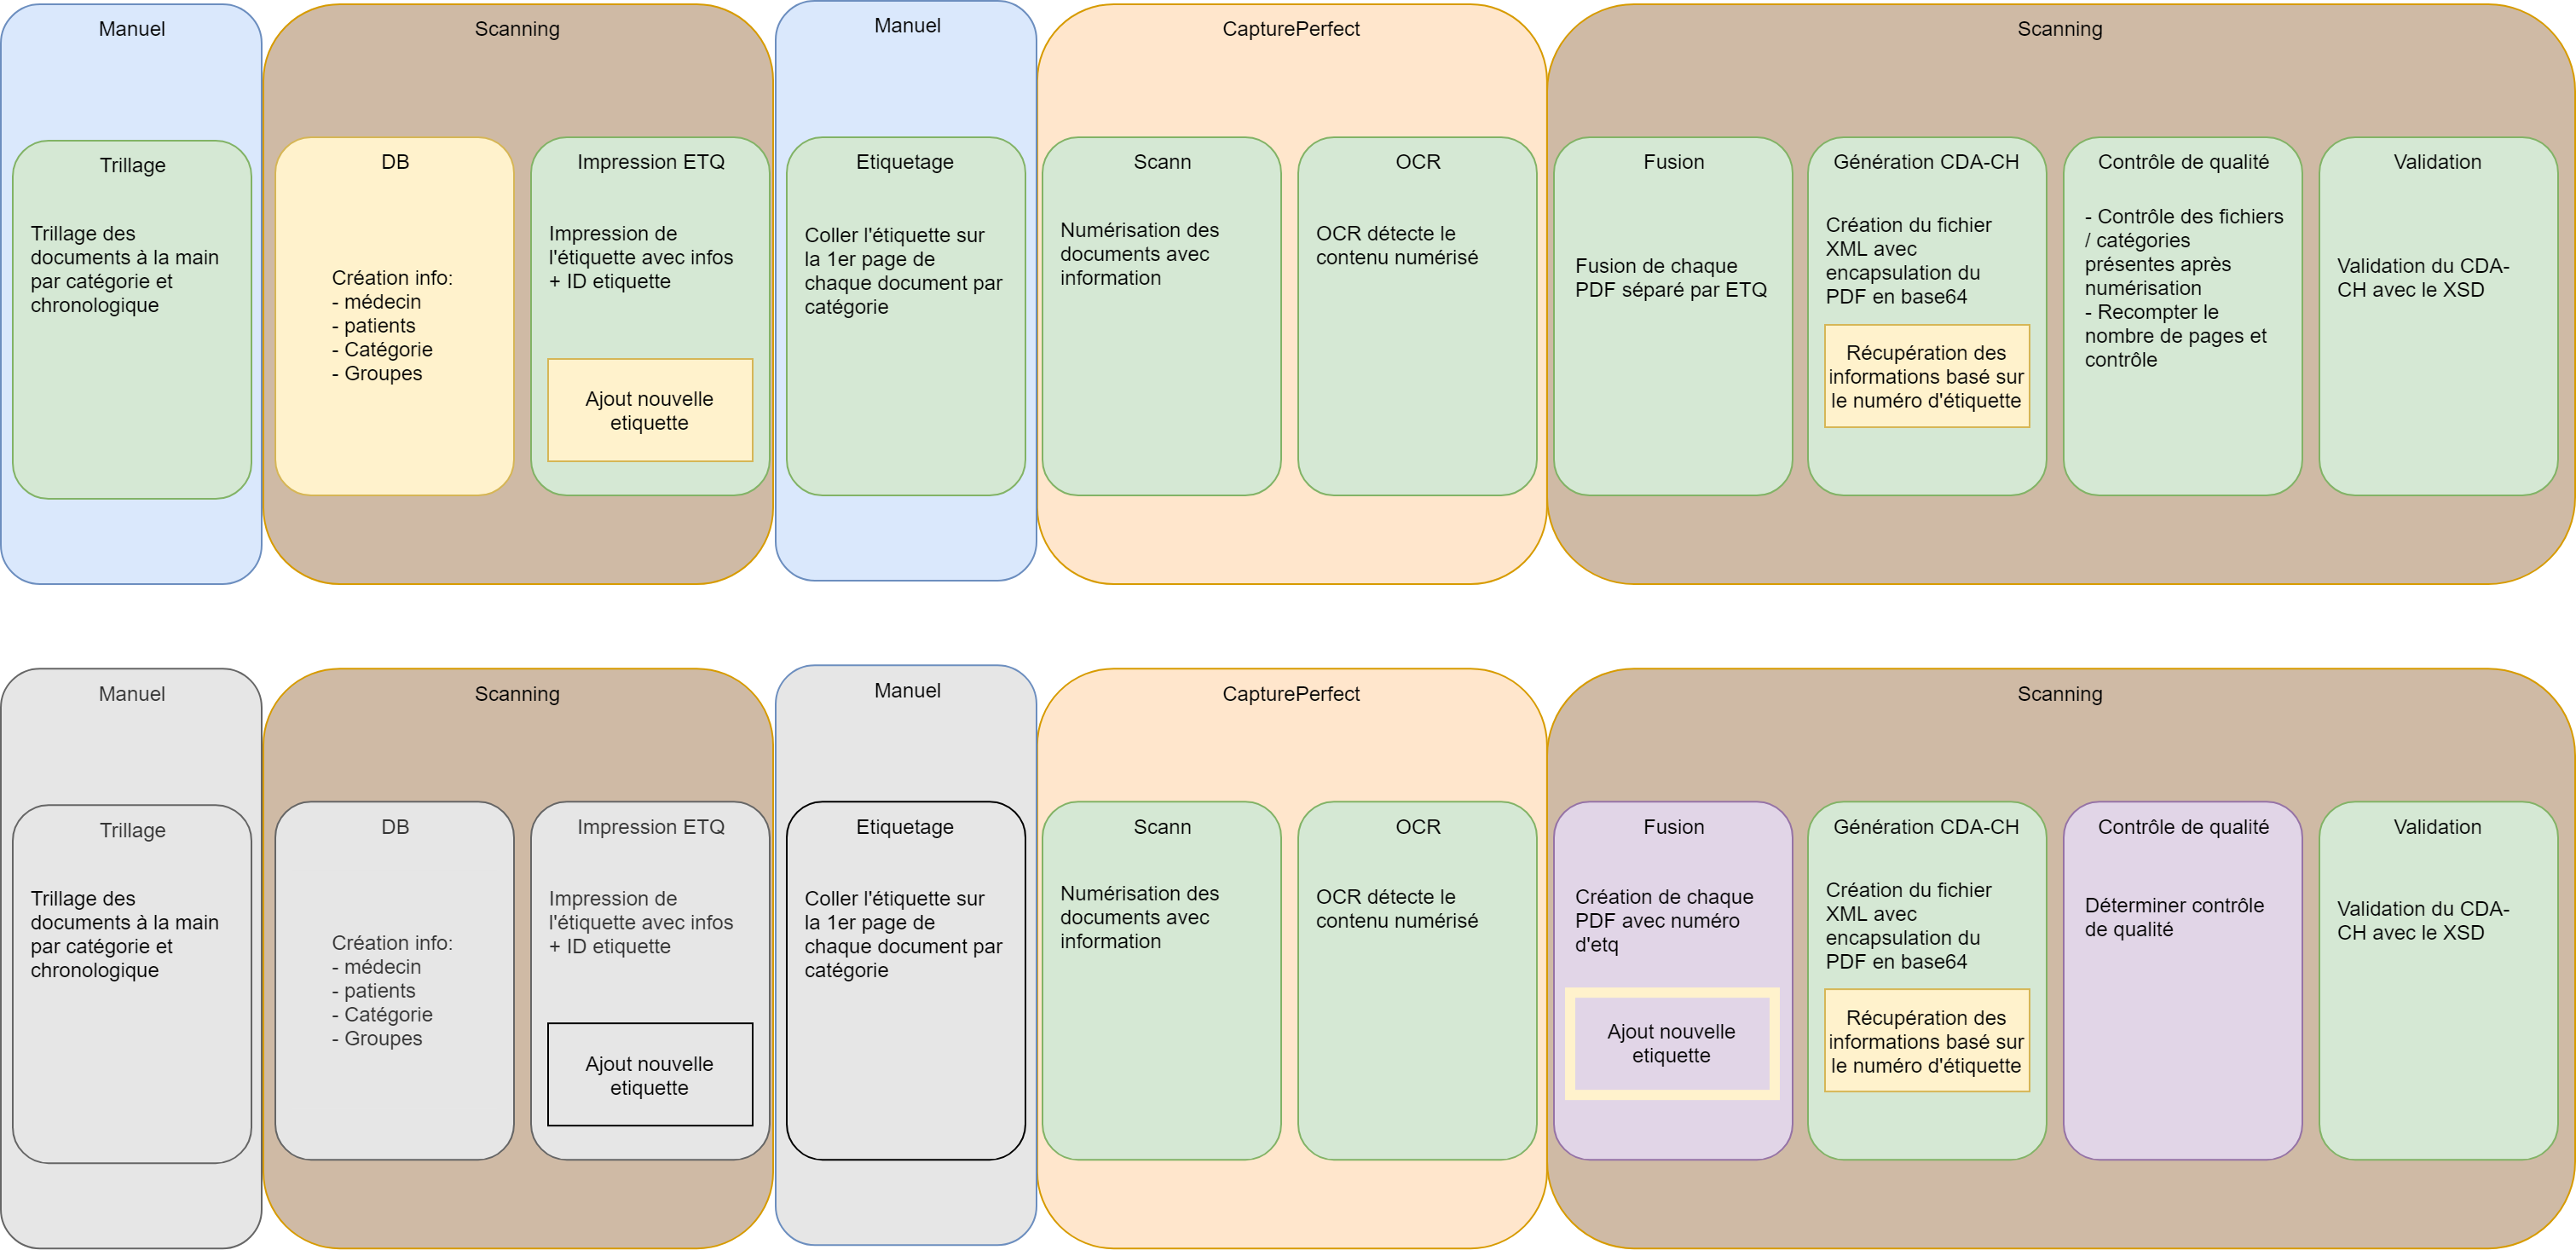 Manuel
Scanning
Manuel
CapturePerfect
Scanning
Trillage
Trillage des
documents à la main
par catégorie et
chronologique
DB
Création info:
- médecin
- patients
- Catégorie
- Groupes
Impression ETQ
Impression de
l'étiquette avec infos
+ ID etiquette
Ajout nouvelle
etiquette
Etiquetage
Coller l'étiquette sur
la 1er page de
chaque document par
catégorie
Scann
Numérisation des
documents avec
information
OCR
OCR détecte le
contenu numérisé
Fusion
Fusion de chaque
PDF séparé par ETQ
Génération CDA-CH
Création du fichier
XML avec
encapsulation du
PDF en base64
Récupération des
informations basé sur
le numéro d'étiquette
Contrôle de qualité
- Contrôle des fichiers
/ catégories
présentes après
numérisation
- Recompter le
nombre de pages et
contrôle
Validation
Validation du CDA-
CH avec le XSD
Manuel
Scanning
Manuel
CapturePerfect
Scanning
Trillage
Trillage des
documents à la main
par catégorie et
chronologique
DB
Création info:
- médecin
- patients
- Catégorie
- Groupes
Impression ETQ
Impression de
l'étiquette avec infos
+ ID etiquette
Ajout nouvelle
etiquette
Etiquetage
Coller l'étiquette sur
la 1er page de
chaque document par
catégorie
Scann
Numérisation des
documents avec
information
OCR
OCR détecte le
contenu numérisé
Fusion
Création de chaque
PDF avec numéro
d'etq
Ajout nouvelle
etiquette
Génération CDA-CH
Création du fichier
XML avec
encapsulation du
PDF en base64
Récupération des
informations basé sur
le numéro d'étiquette
Contrôle de qualité
Déterminer contrôle
de qualité
Validation
Validation du CDA-
CH avec le XSD